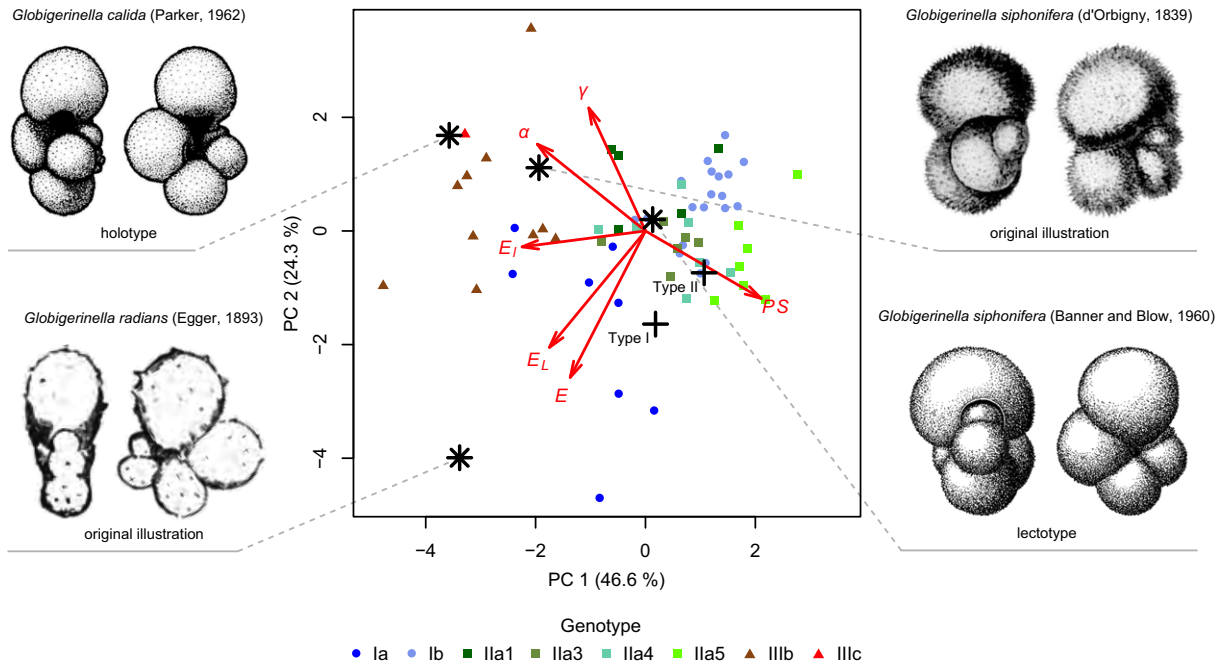 Globigerinella calida (Parker, 1962)
holotype
Globigerinella siphonifera (d'Orbigny, 1839)
original illustration
Globigerinella radians (Egger, 1893)
original illustration
Globigerinella siphonifera (Banner and Blow, 1960)
lectotype
PC 2 (24.3 %)
2
0
−2
−4
γ
α
E_I
E_L
E
PS
Type II
Type I
−4
−2
0
2
PC 1 (46.6 %)
Genotype
Ia
Ib
IIa1
IIa3
IIa4
IIa5
IIIb
IIIc